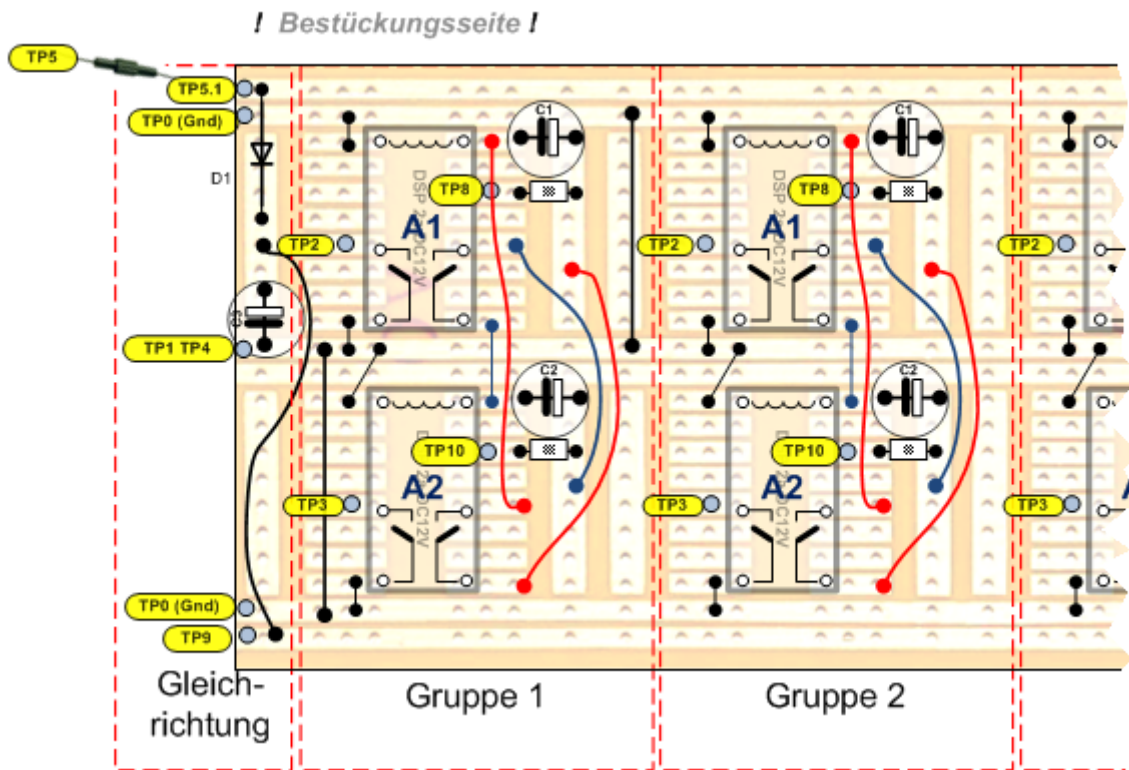 ! Bestückungsseite !
TP5
TP5.1
TP0 (Gnd)
D1
C1
C1
TP8
TP8
A1
A1
TP2
TP2
TP2
TP1 TP4
C2
C2
TP10
TP10
A2
A2
TP3
TP3
TP3
TP0 (Gnd)
TP9
Gleich-
richtung
Gruppe 1
Gruppe 2